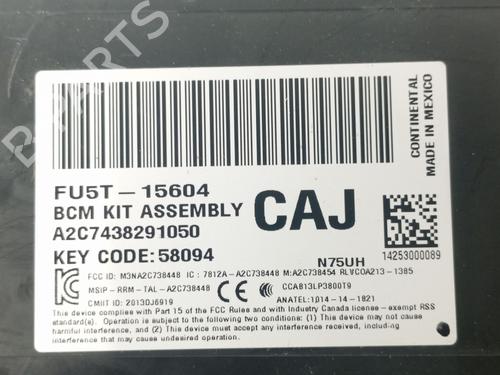 B-PARTS
FU5T-15604
BCM KIT ASSEMBLY
CAJ
A2C7438291050
KEY CODE:58094
N75UH
FCC ID: M3NA2C738448 IC : 7812A-A2C738448 M:A2C738454 RLVCOA213-1385
MSIP-RRM-TAL-A2C738448
CCA813LP3800T9
CMIIT ID: 2013DJ6919
ANATEL:1014-14-1821
This device complies with Part 15 of the FCC Rules and with Industry Canada license-exempt RSS
standard(s). Operation is subject to the following two conditions: (1) this device may not cause
harmful interference, and (2) This device must accept any interference received, including
interference that may cause undesired operation.
CONTINENTAL
MADE IN MEXICO
14253000089